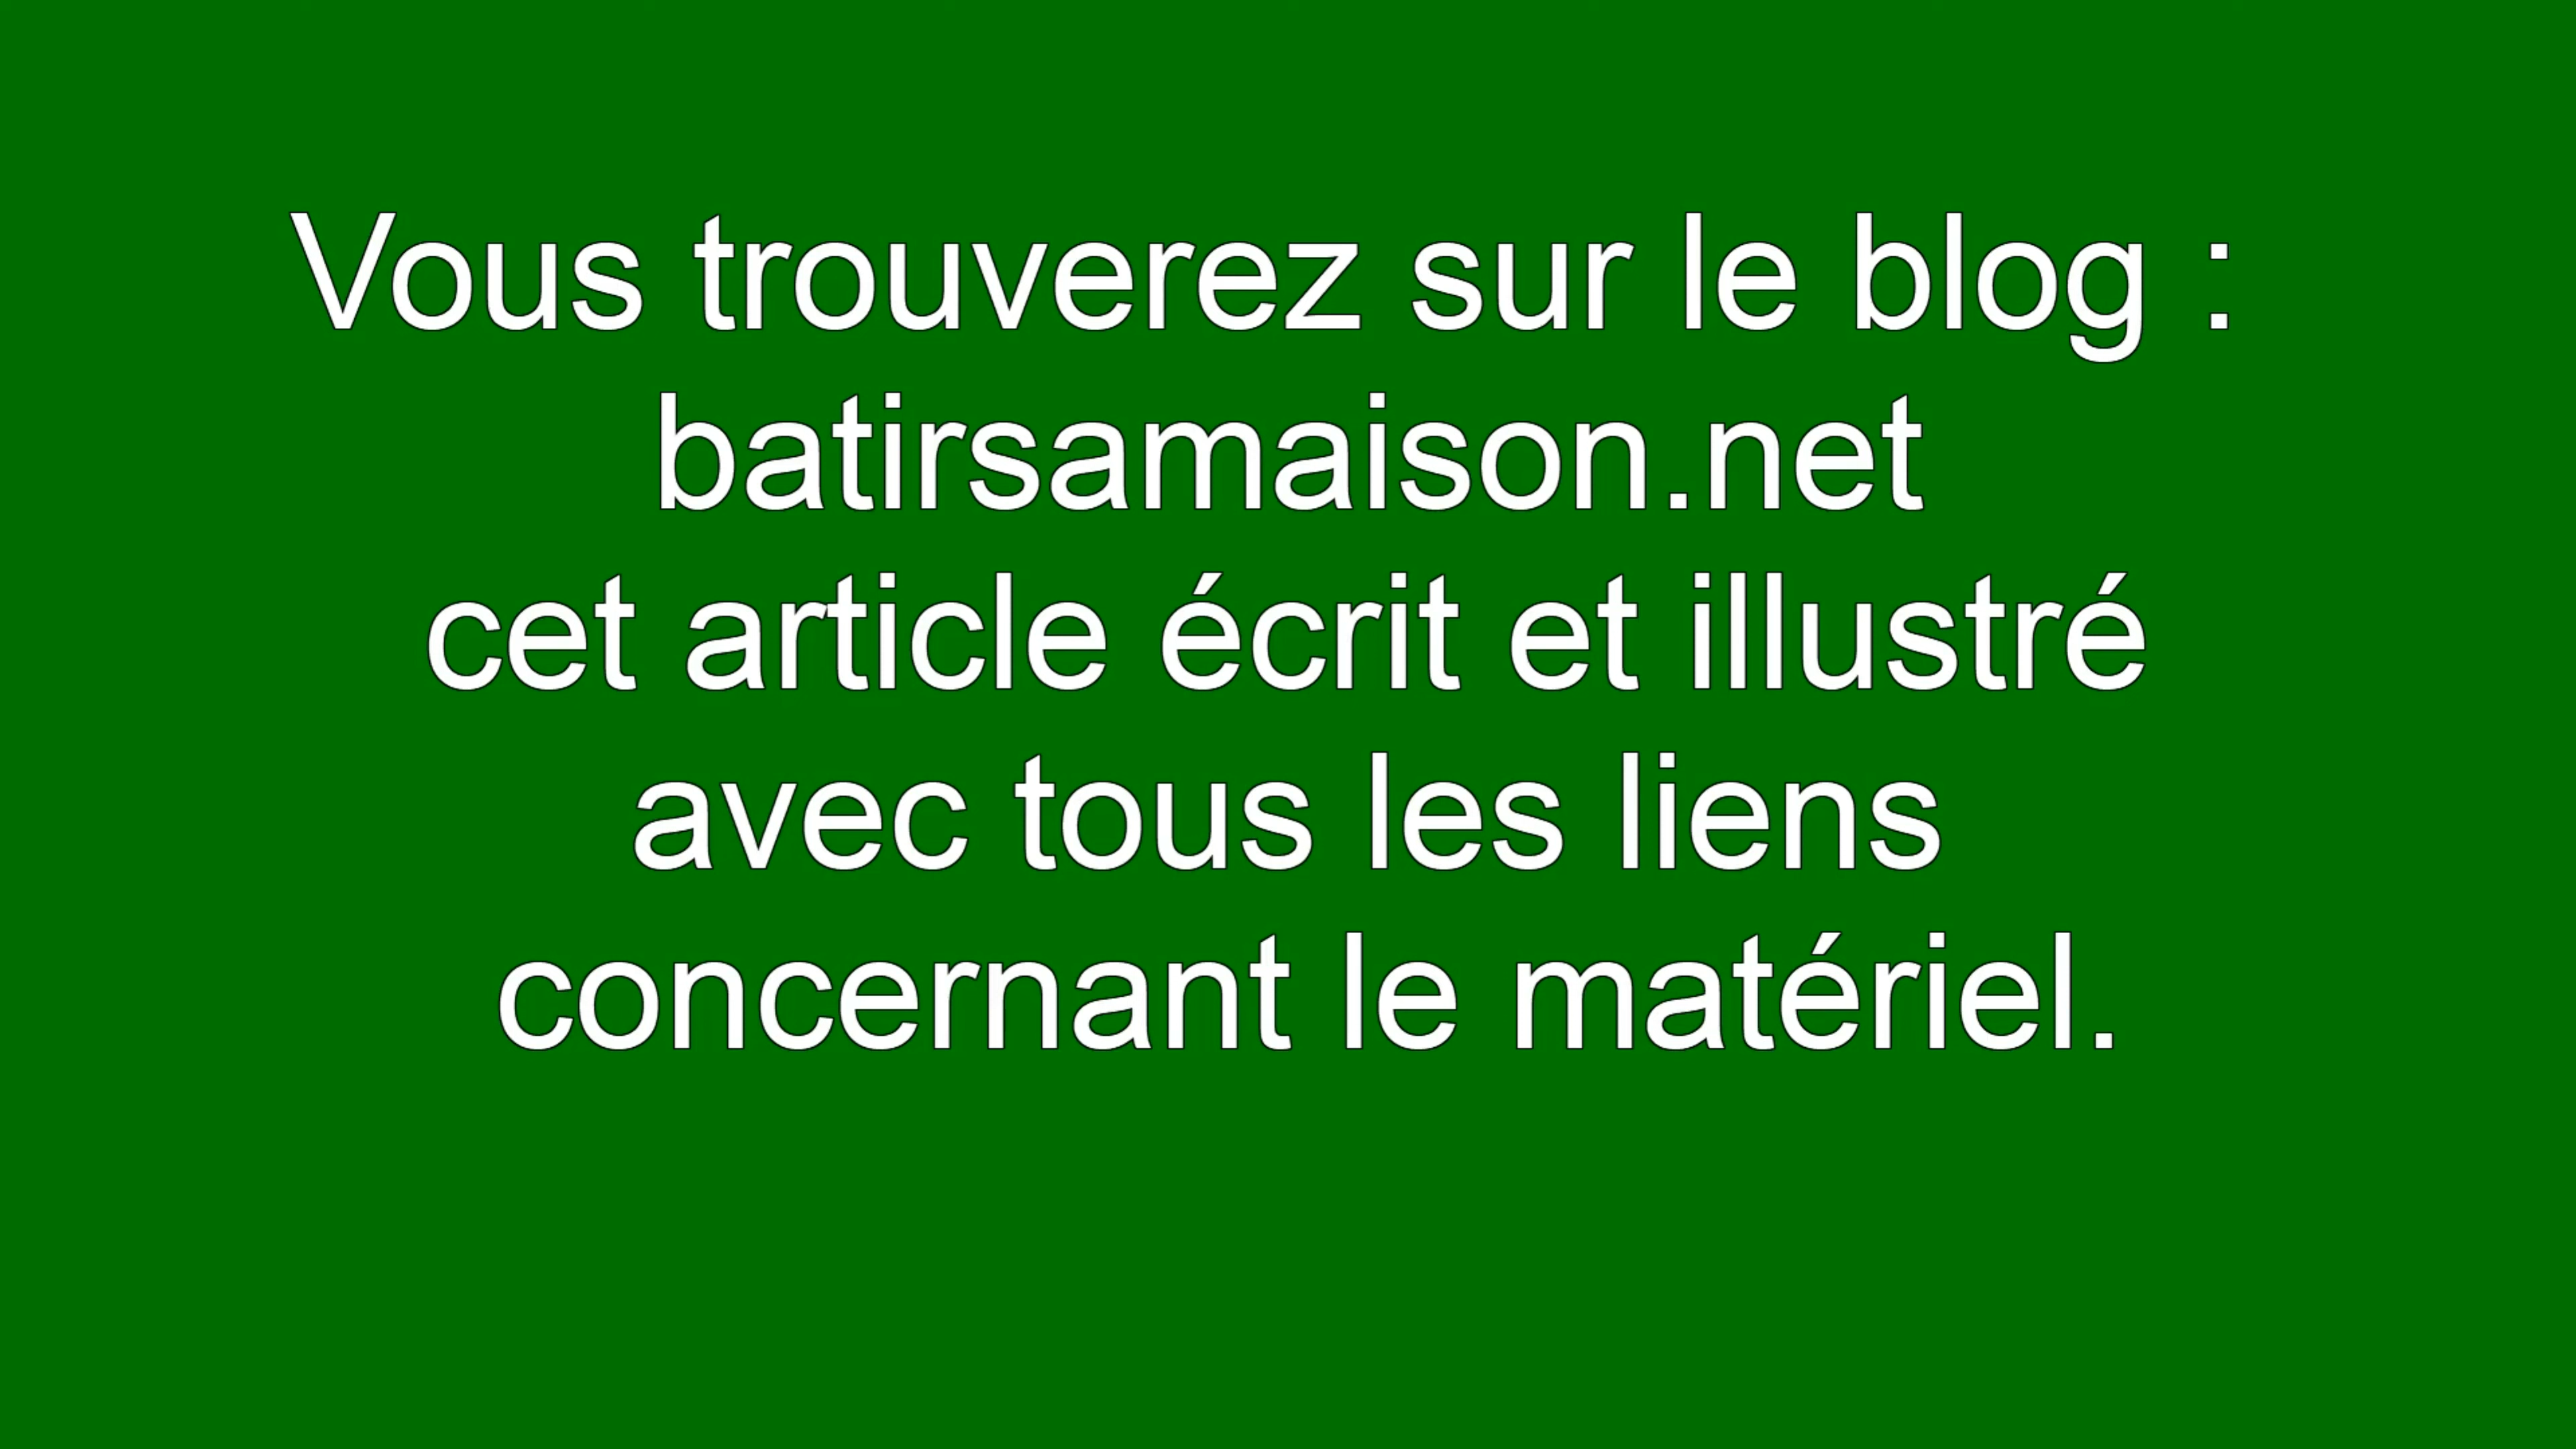 Vous trouverez sur le blog :
batirsamaison.net
cet article écrit et illustré
avec tous les liens
concernant le matériel.